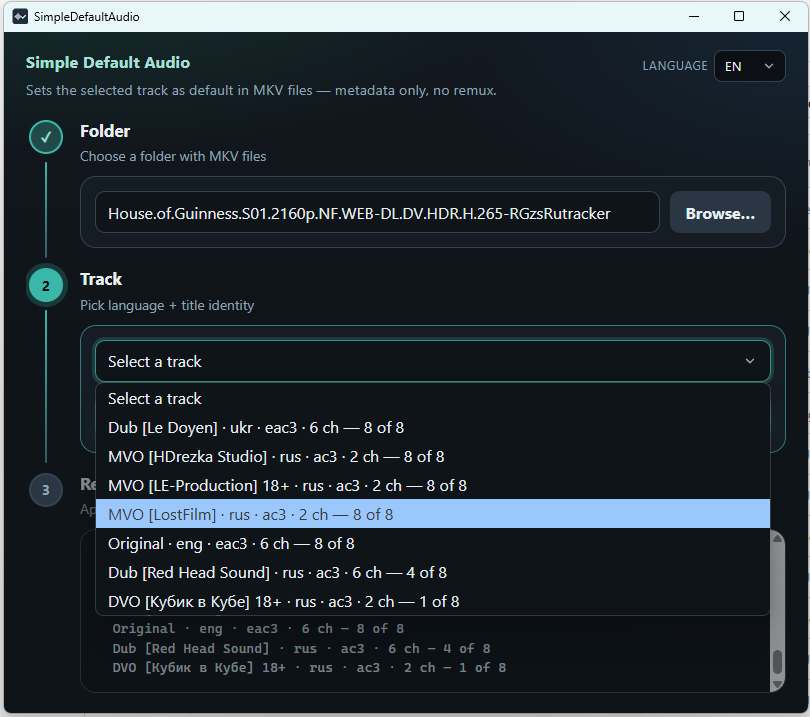 SimpleDefaultAudio
Simple Default Audio
LANGUAGE EN
Sets the selected track as default in MKV files — metadata only, no remux.
Folder
Choose a folder with MKV files
House.of.Guinness.S01.2160p.NF.WEB-DL.DV.HDR.H.265-RGzsRutracker
Browse...
2
Track
Pick language + title identity
Select a track
Select a track
Dub [Le Doyen] · ukr · eac3 · 6 ch — 8 of 8
MVO [HDrezka Studio] · rus · ac3 · 2 ch — 8 of 8
MVO [LE-Production] 18+ · rus · ac3 · 2 ch — 8 of 8
3
MVO [LostFilm] · rus · ac3 · 2 ch — 8 of 8
Original · eng · eac3 · 6 ch — 8 of 8
Dub [Red Head Sound] · rus · ac3 · 6 ch — 4 of 8
DVO [Кубик в Кубе] 18+ · rus · ac3 · 2 ch — 1 of 8
Original · eng · eac3 · 6 ch — 8 of 8
Dub [Red Head Sound] · rus · ac3 · 6 ch — 4 of 8
DVO [Кубик в Кубе] 18+ · rus · ac3 · 2 ch — 1 of 8